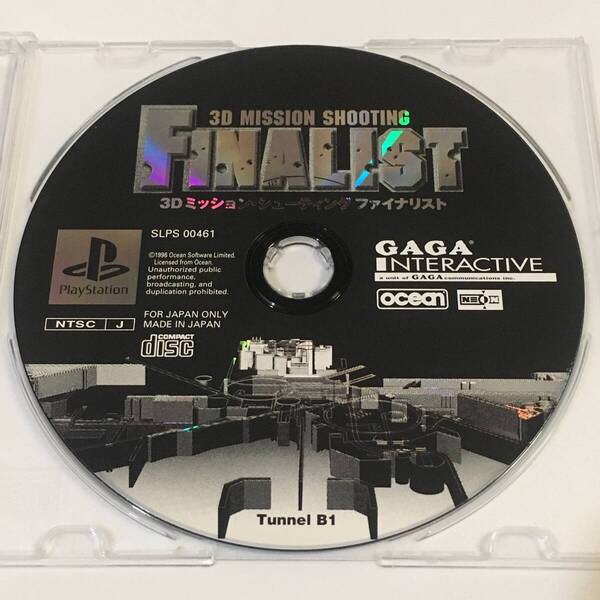 3D MISSION SHOOTING
FINALIST
3Dミッション・シューティング ファイナリスト
SLPS 00461
PlayStation
©1996 Ocean Software Limited.
Licensed from Ocean.
Unauthorized public
performance,
broadcasting, and
duplication prohibited.
NTSC J
FOR JAPAN ONLY
MADE IN JAPAN
COMPACT
disc
GAGA
INTERACTIVE
a unit of GAGA communications inc.
ocean
NEON
Tunnel B1